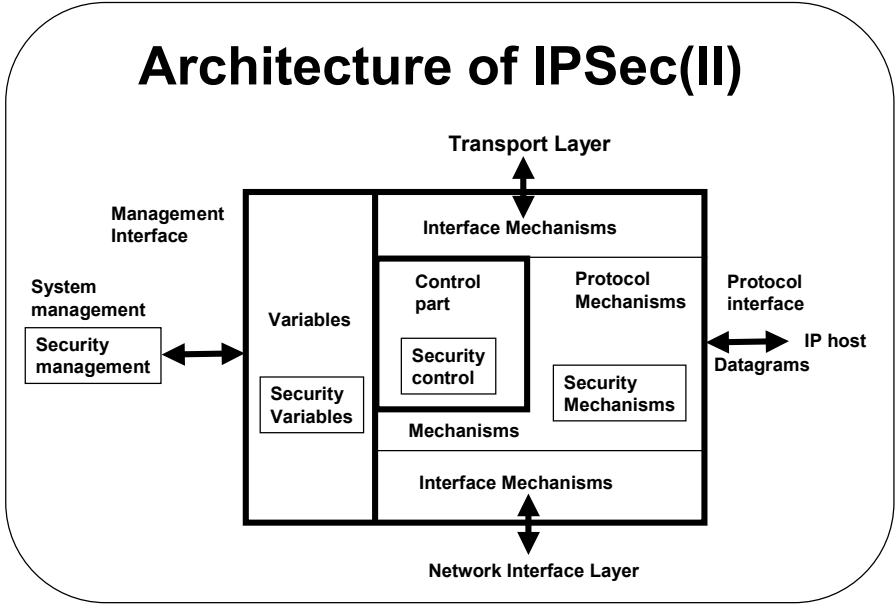 Architecture of IPSec(II)
Transport Layer
Management
Interface
Interface Mechanisms
System
management
Security
management
Variables
Security
Variables
Control
part
Security
control
Protocol
Mechanisms
Security
Mechanisms
Mechanisms
Interface Mechanisms
Protocol
interface
IP host
Datagrams
Network Interface Layer